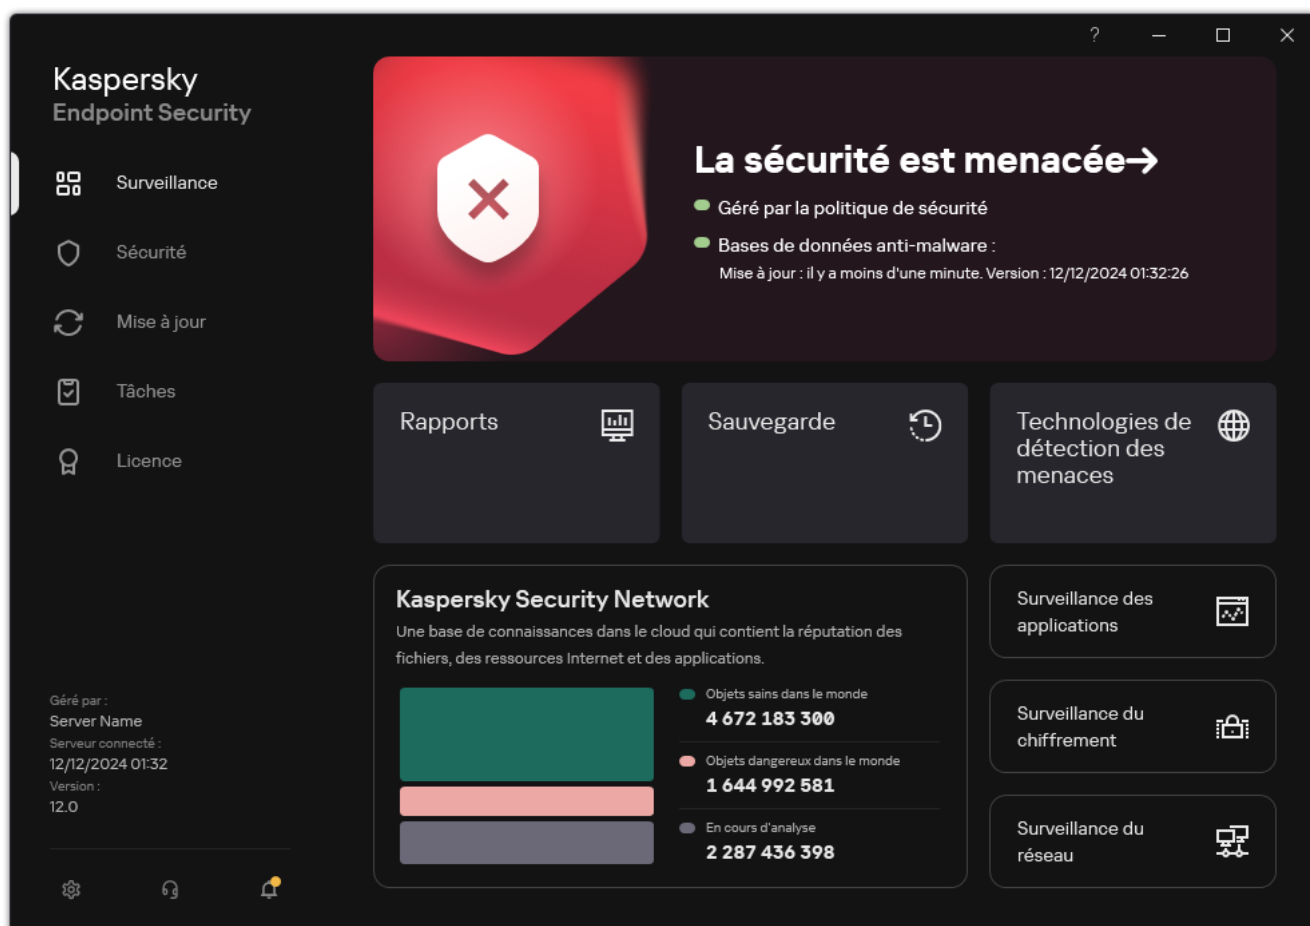 ?
Kaspersky
Endpoint Security
Surveillance
Sécurité
Mise à jour
Tâches
Licence
Géré par :
Server Name
Serveur connecté :
12/12/2024 01:32
Version :
12.0
La sécurité est menacée→
Géré par la politique de sécurité
Bases de données anti-malware :
Mise à jour : il y a moins d'une minute. Version : 12/12/2024 01:32:26
Rapports
Sauvegarde
Technologies de
détection des
menaces
Kaspersky Security Network
Une base de connaissances dans le cloud qui contient la réputation des
fichiers, des ressources Internet et des applications.
Objets sains dans le monde
4 672 183 300
Objets dangereux dans le monde
1 644 992 581
En cours d'analyse
2 287 436 398
Surveillance des
applications
Surveillance du
chiffrement
Surveillance du
réseau